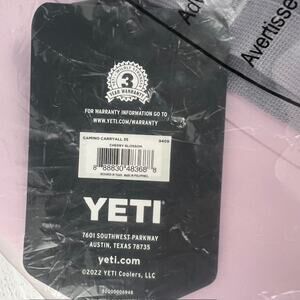 3
YEAR WARRANTY
FOR WARRANTY INFORMATION GO TO
WWW.YETI.COM/WARRANTY
CAMINO CARRYALL 35 9409
CHERRY BLOSSOM
8 88830 48368 8
YETI
7601 SOUTHWEST PARKWAY
AUSTIN, TEXAS 78735
yeti.com
©2022 YETI Coolers, LLC
Avertisse